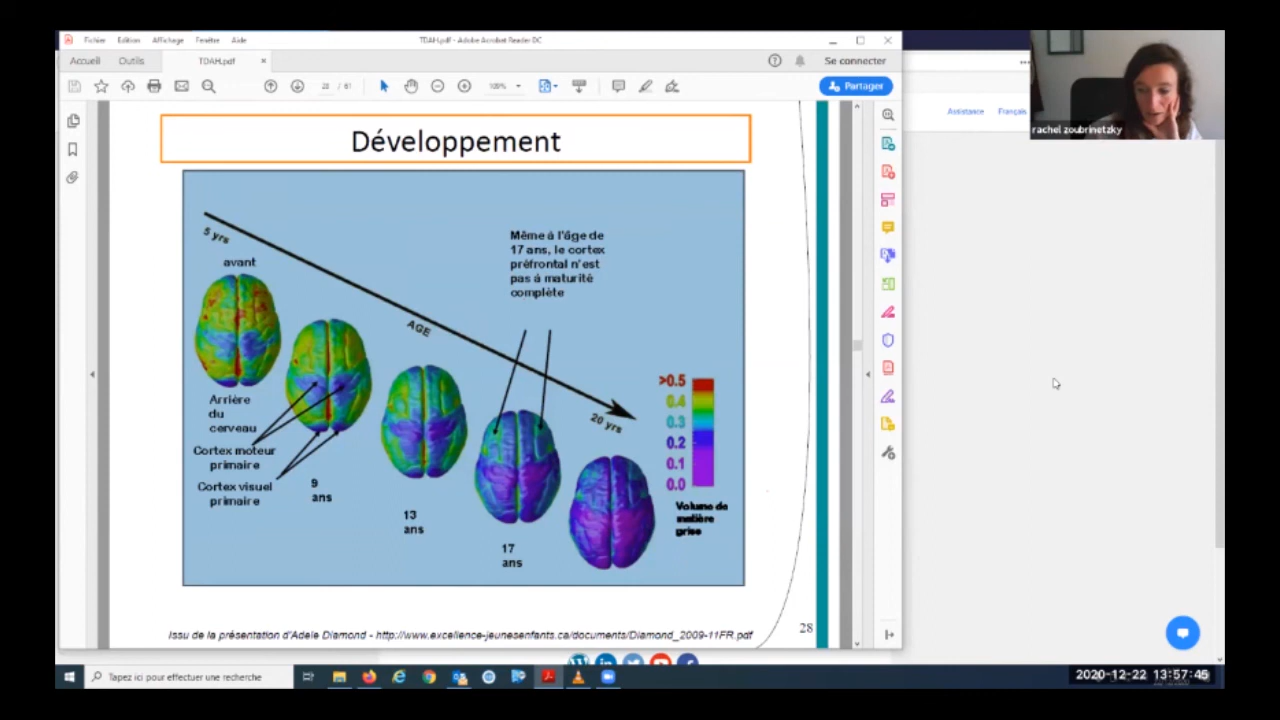 Fichier Edition Affichage Fenêtre Aide
TDAH.pdf - Adobe Acrobat Reader DC
Accueil Outils TDAH.pdf × Se connecter
28 / 81
Partager
Assistance Français
rachel zoubrinetzky
Développement
5 yrs
avant
Même à l'âge de
17 ans, le cortex
préfrontal n'est
pas à maturité
complète
AGE
20 yrs
>0.5
0.4
0.3
0.2
0.1
0.0
Volume de
matière
grise
Arrière
du
cerveau
Cortex moteur
primaire
Cortex visuel
primaire
9
ans
13
ans
17
ans
28
Issu de la présentation d'Adele Diamond - http://www.excellence-jeunesenfants.ca/documents/Diamond_2009-11FR.pdf
Tapez ici pour effectuer une recherche
2020-12-22 13:57:45